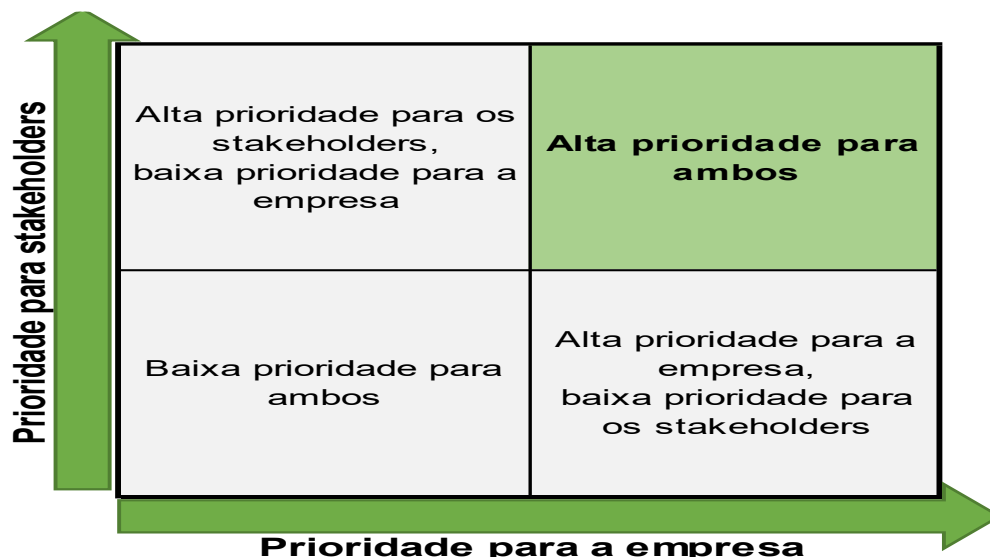 Prioridade para stakeholders
Alta prioridade para os
stakeholders,
baixa prioridade para a
empresa
Alta prioridade para
ambos
Baixa prioridade para
ambos
Alta prioridade para a
empresa,
baixa prioridade para
os stakeholders
Prioridade para a empresa